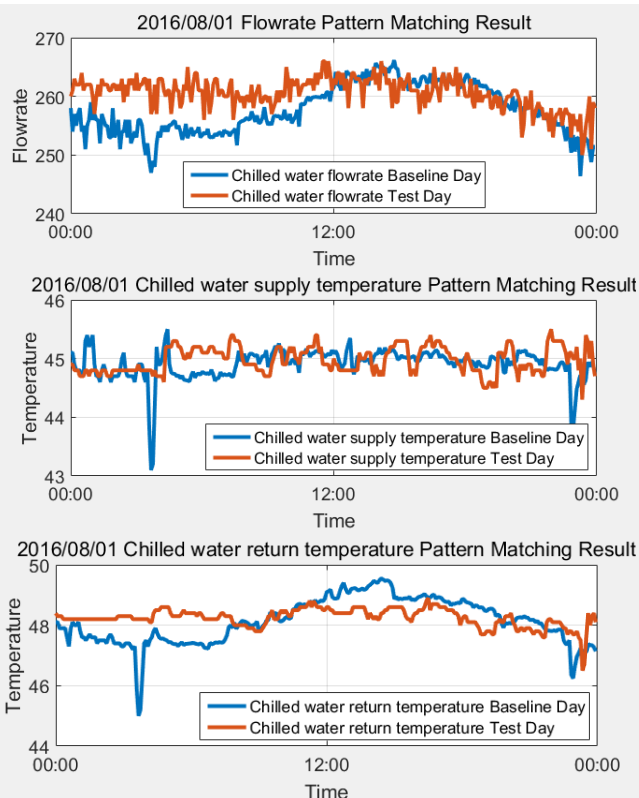 2016/08/01 Flowrate Pattern Matching Result
270
260
250
240
Flowrate
Chilled water flowrate Baseline Day
Chilled water flowrate Test Day
00:00 12:00 00:00
Time
2016/08/01 Chilled water supply temperature Pattern Matching Result
46
45
44
43
Temperature
Chilled water supply temperature Baseline Day
Chilled water supply temperature Test Day
00:00 12:00 00:00
Time
2016/08/01 Chilled water return temperature Pattern Matching Result
50
48
46
44
Temperature
Chilled water return temperature Baseline Day
Chilled water return temperature Test Day
00:00 12:00 00:00
Time